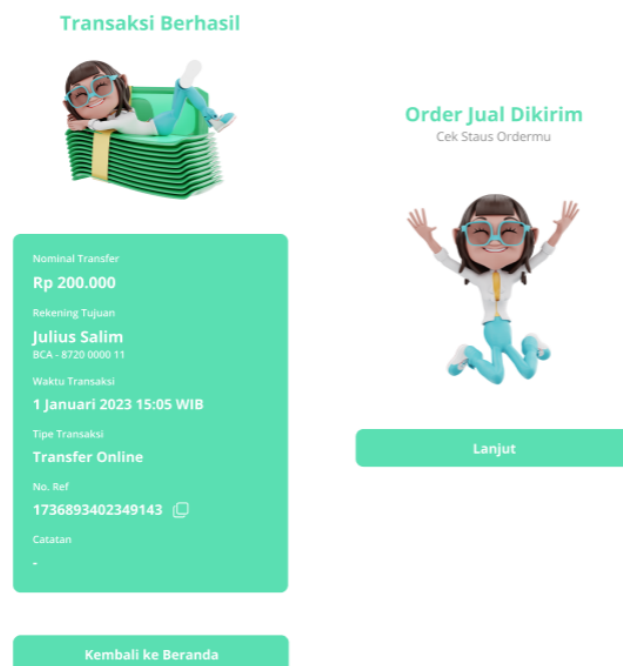 Transaksi Berhasil
Nominal Transfer
Rp 200.000
Rekening Tujuan
Julius Salim
BCA - 8720 0000 11
Waktu Transaksi
1 Januari 2023 15:05 WIB
Tipe Transaksi
Transfer Online
No. Ref
1736893402349143
Catatan
-
Kembali ke Beranda
Order Jual Dikirim
Cek Staus Ordermu
Lanjut